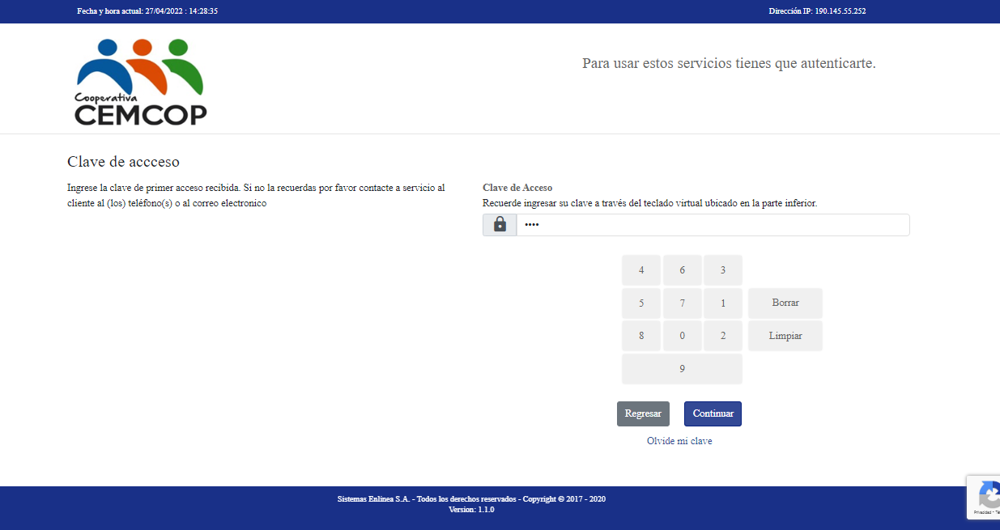 Fecha y hora actual: 27/04/2022 : 14:28:35
Dirección IP: 190.145.55.252
Cooperativa
CEMCOP
Para usar estos servicios tienes que autenticarte.
Clave de accceso
Ingrese la clave de primer acceso recibida. Si no la recuerdas por favor contacte a servicio al
cliente al (los) teléfono(s) o al correo electronico
Clave de Acceso
Recuerde ingresar su clave a través del teclado virtual ubicado en la parte inferior.
••••
4 6 3
5 7 1 Borrar
8 0 2 Limpiar
9
Regresar Continuar
Olvide mi clave
Sistemas Enlinea S.A. - Todos los derechos reservados - Copyright © 2017 - 2020
Version: 1.1.0
Privacidad